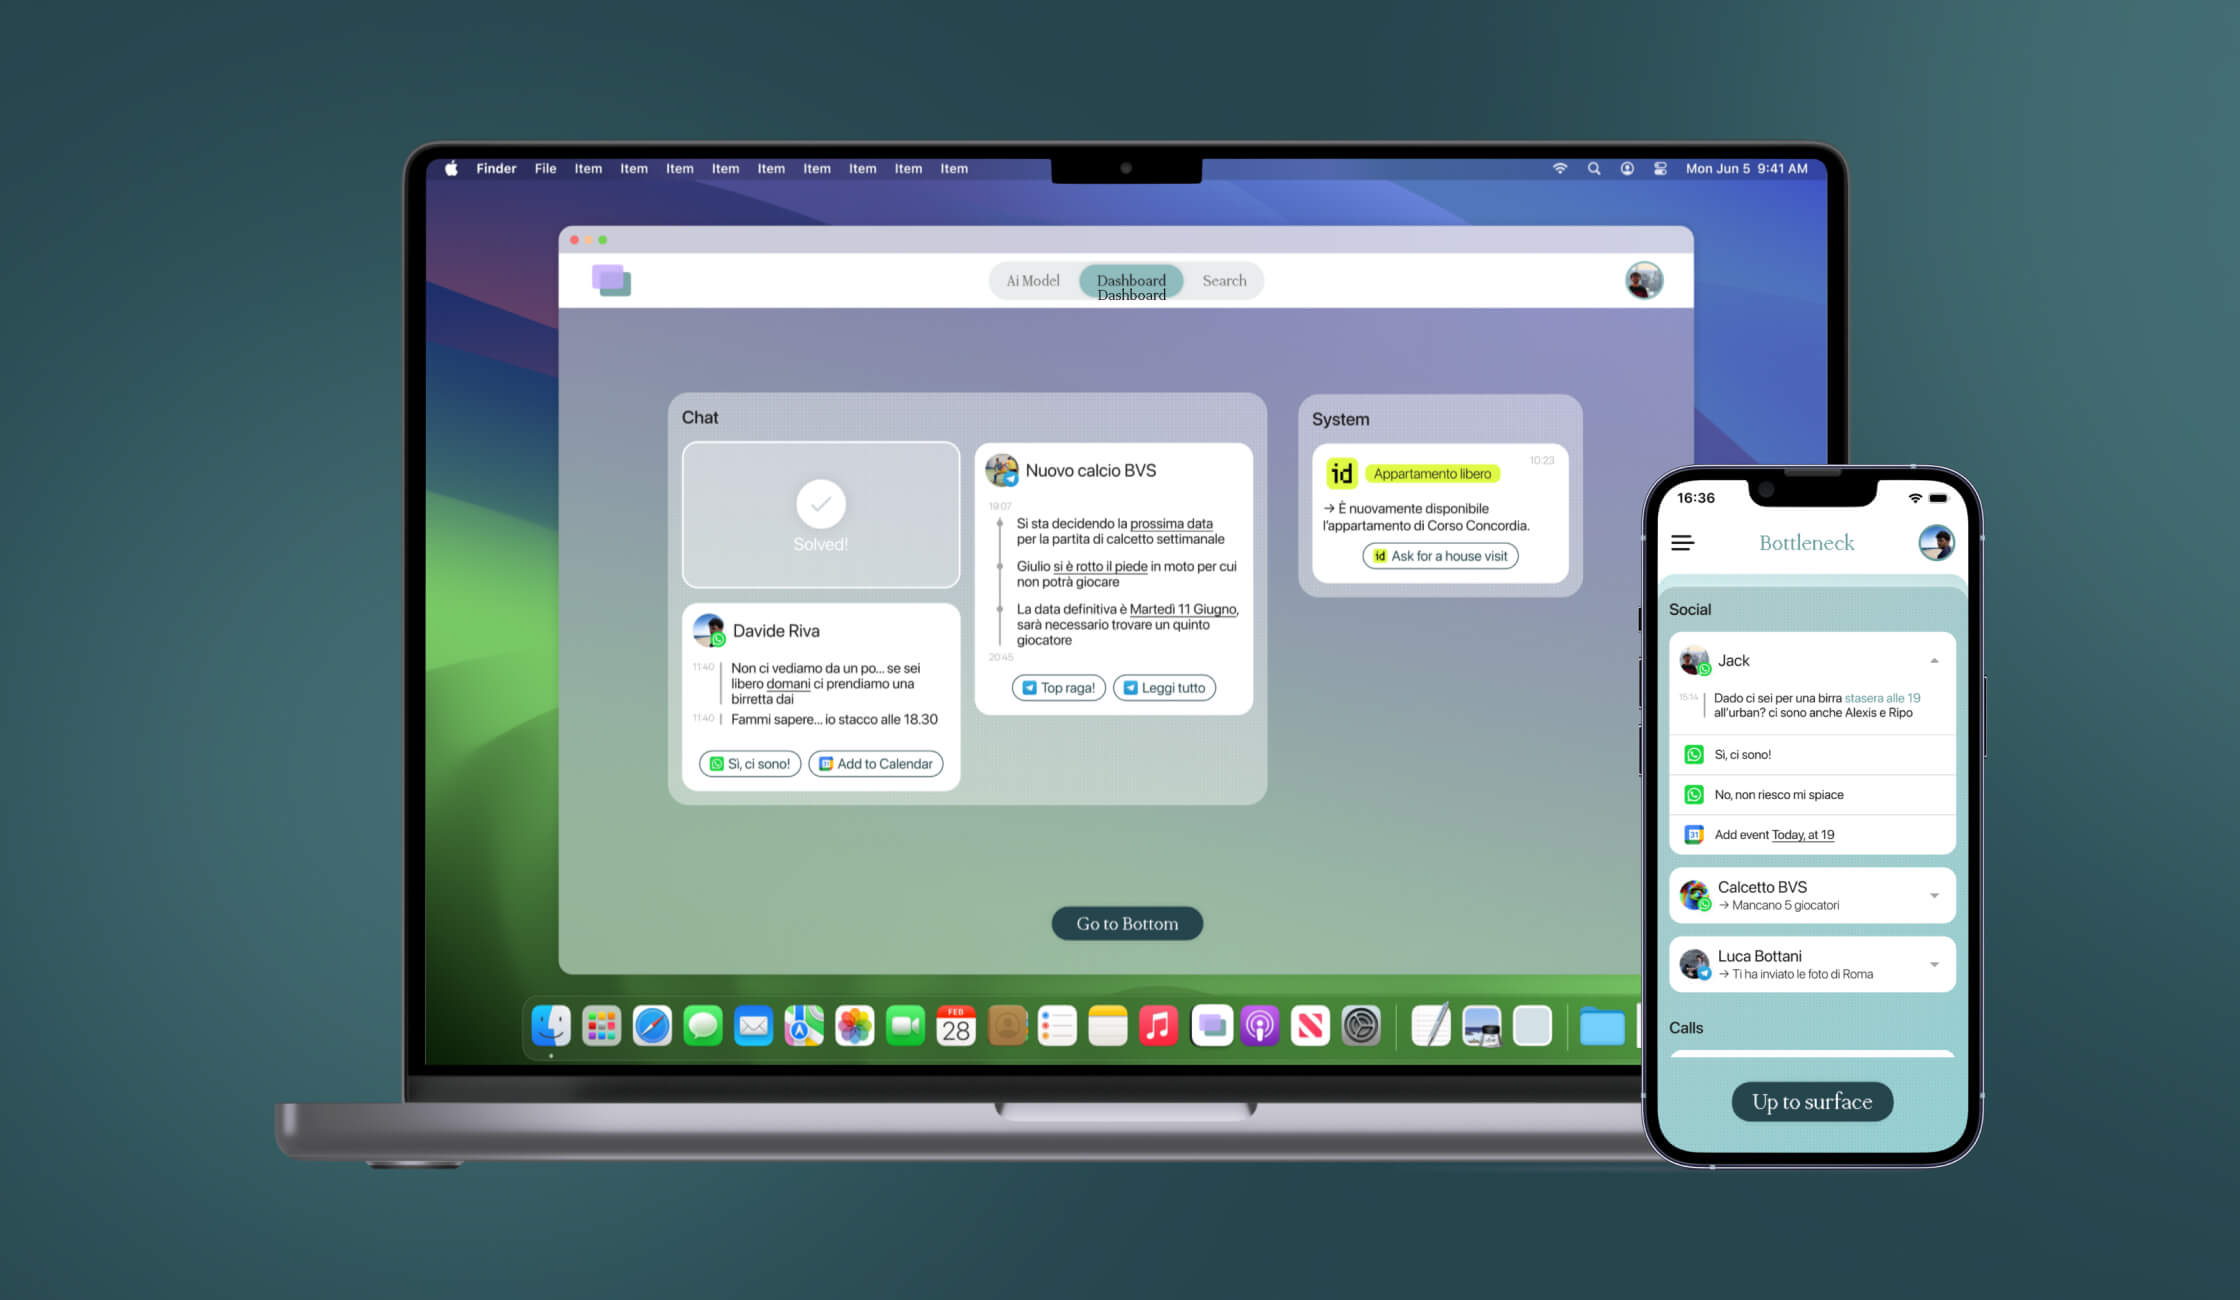 Finder File Item Item Item Item Item Item Item Item Item
Mon Jun 5 9:41 AM
Ai Model
Dashboard
Dashboard
Search
Chat
Solved!
Davide Riva
11:40
Non ci vediamo da un po... se sei
libero domani ci prendiamo una
birretta dai
11:40
Fammi sapere... io stacco alle 18.30
Sì, ci sono!
Add to Calendar
Nuovo calcio BVS
19:07
Si sta decidendo la prossima data
per la partita di calcetto settimanale
Giulio si è rotto il piede in moto per cui
non potrà giocare
La data definitiva è Martedì 11 Giugno,
sarà necessario trovare un quinto
giocatore
20:45
Top raga!
Leggi tutto
System
10:23
id
Appartamento libero
→ È nuovamente disponibile
l'appartamento di Corso Concordia.
id Ask for a house visit
Go to Bottom
FEB
28
16:36
Bottleneck
Social
Jack
15:14
Dado ci sei per una birra stasera alle 19
all'urban? ci sono anche Alexis e Ripo
Sì, ci sono!
No, non riesco mi spiace
31
Add event Today, at 19
Calcetto BVS
→ Mancano 5 giocatori
Luca Bottani
→ Ti ha inviato le foto di Roma
Calls
Up to surface